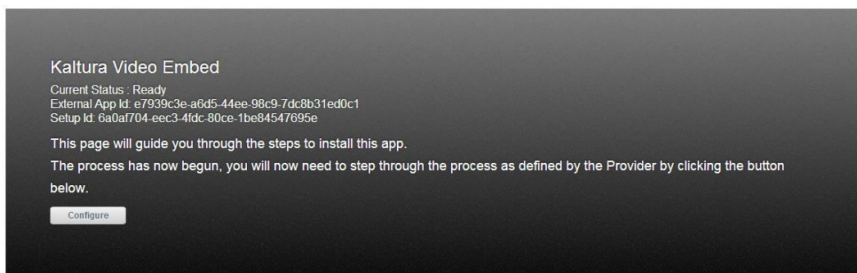 Kaltura Video Embed
Current Status : Ready
External App Id: e7939c3e-a6d5-44ee-98c9-7dc8b31ed0c1
Setup Id: 6a0af704-eec3-4fdc-80ce-1be84547695e
This page will guide you through the steps to install this app.
The process has now begun, you will now need to step through the process as defined by the Provider by clicking the button
below.
Configure